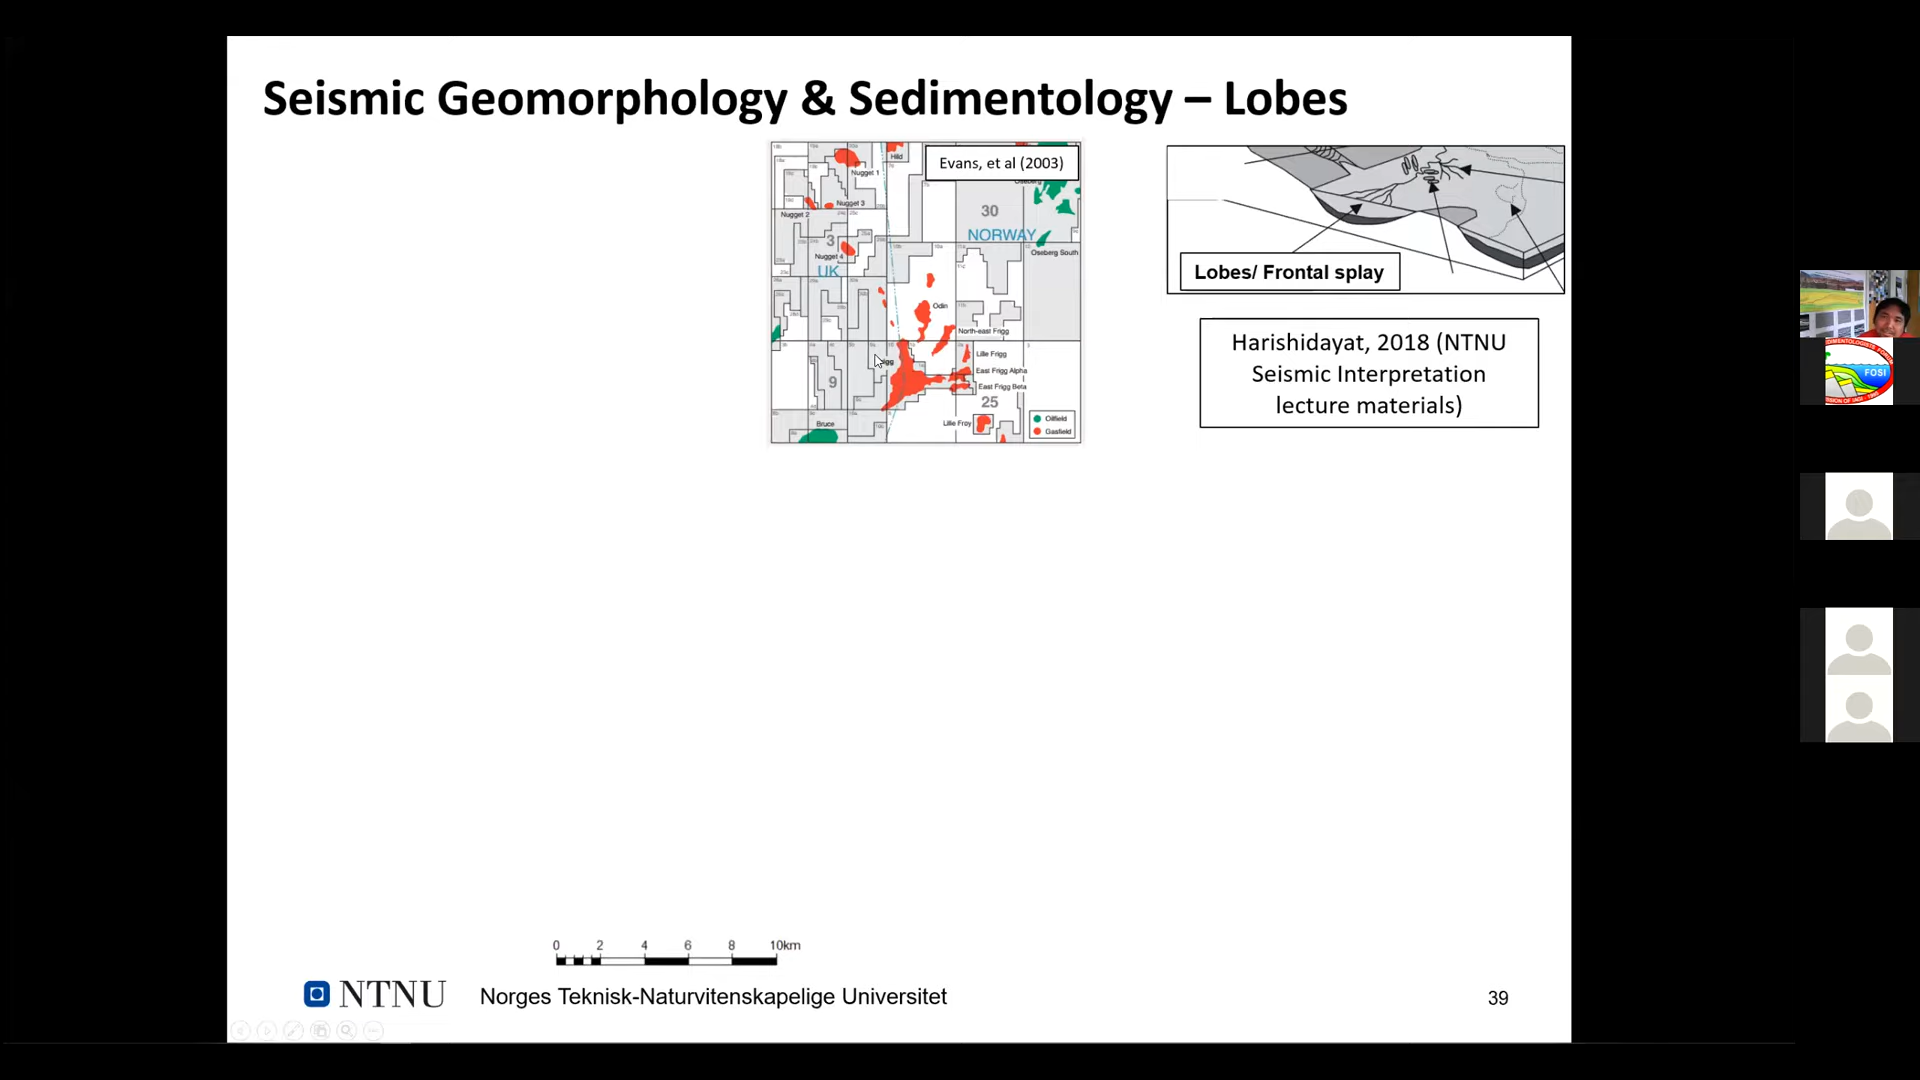 Seismic Geomorphology & Sedimentology – Lobes
Evans, et al (2003)
Hild
Nugget 1
Nugget 3
Nugget 2
30
NORWAY
3
Nugget 4
UK
Oseberg
Oseberg South
Odin
North-east Frigg
Lille Frigg
East Frigg Alpha
East Frigg Beta
9
25
Lille Frøy
Bruce
Oilfield
Gasfield
Lobes/ Frontal splay
Harishidayat, 2018 (NTNU
Seismic Interpretation
lecture materials)
FOSI
0 2 4 6 8 10km
NTNU
Norges Teknisk-Naturvitenskapelige Universitet
39